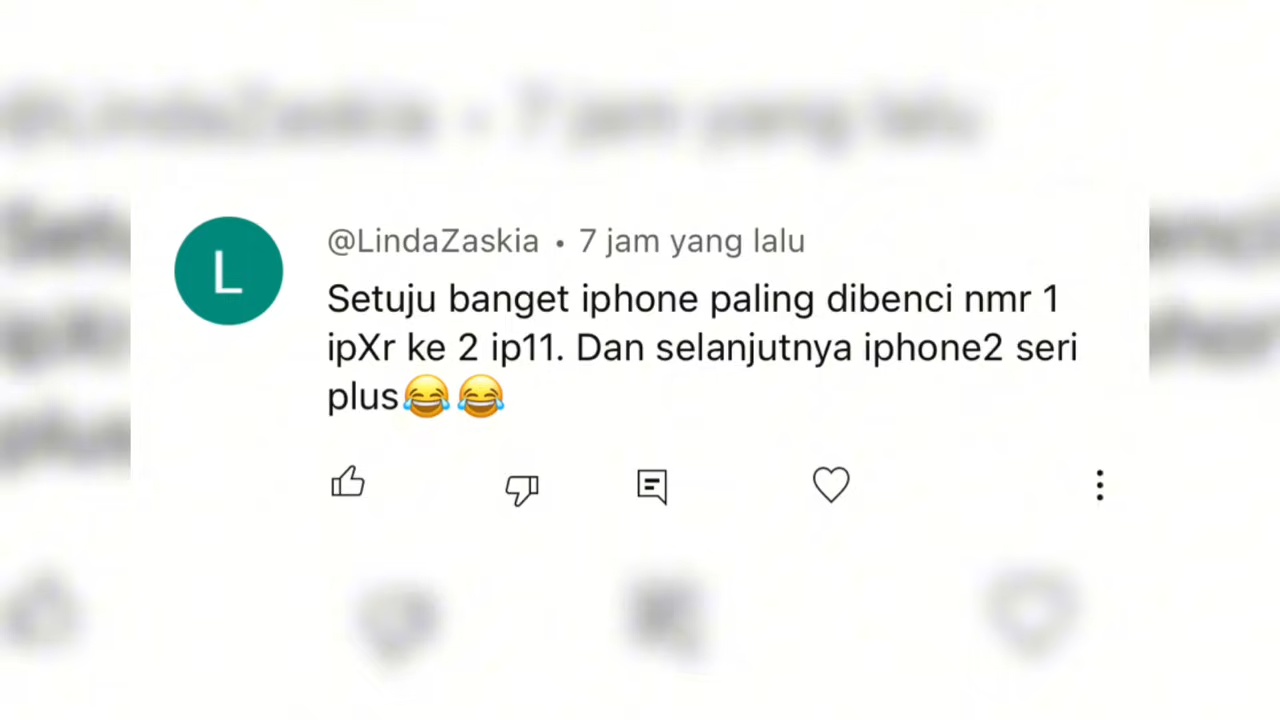 @LindaZaskia • 7 jam yang lalu
L
Setuju banget iphone paling dibenci nmr 1
ipXr ke 2 ip11. Dan selanjutnya iphone2 seri
plus😂😂